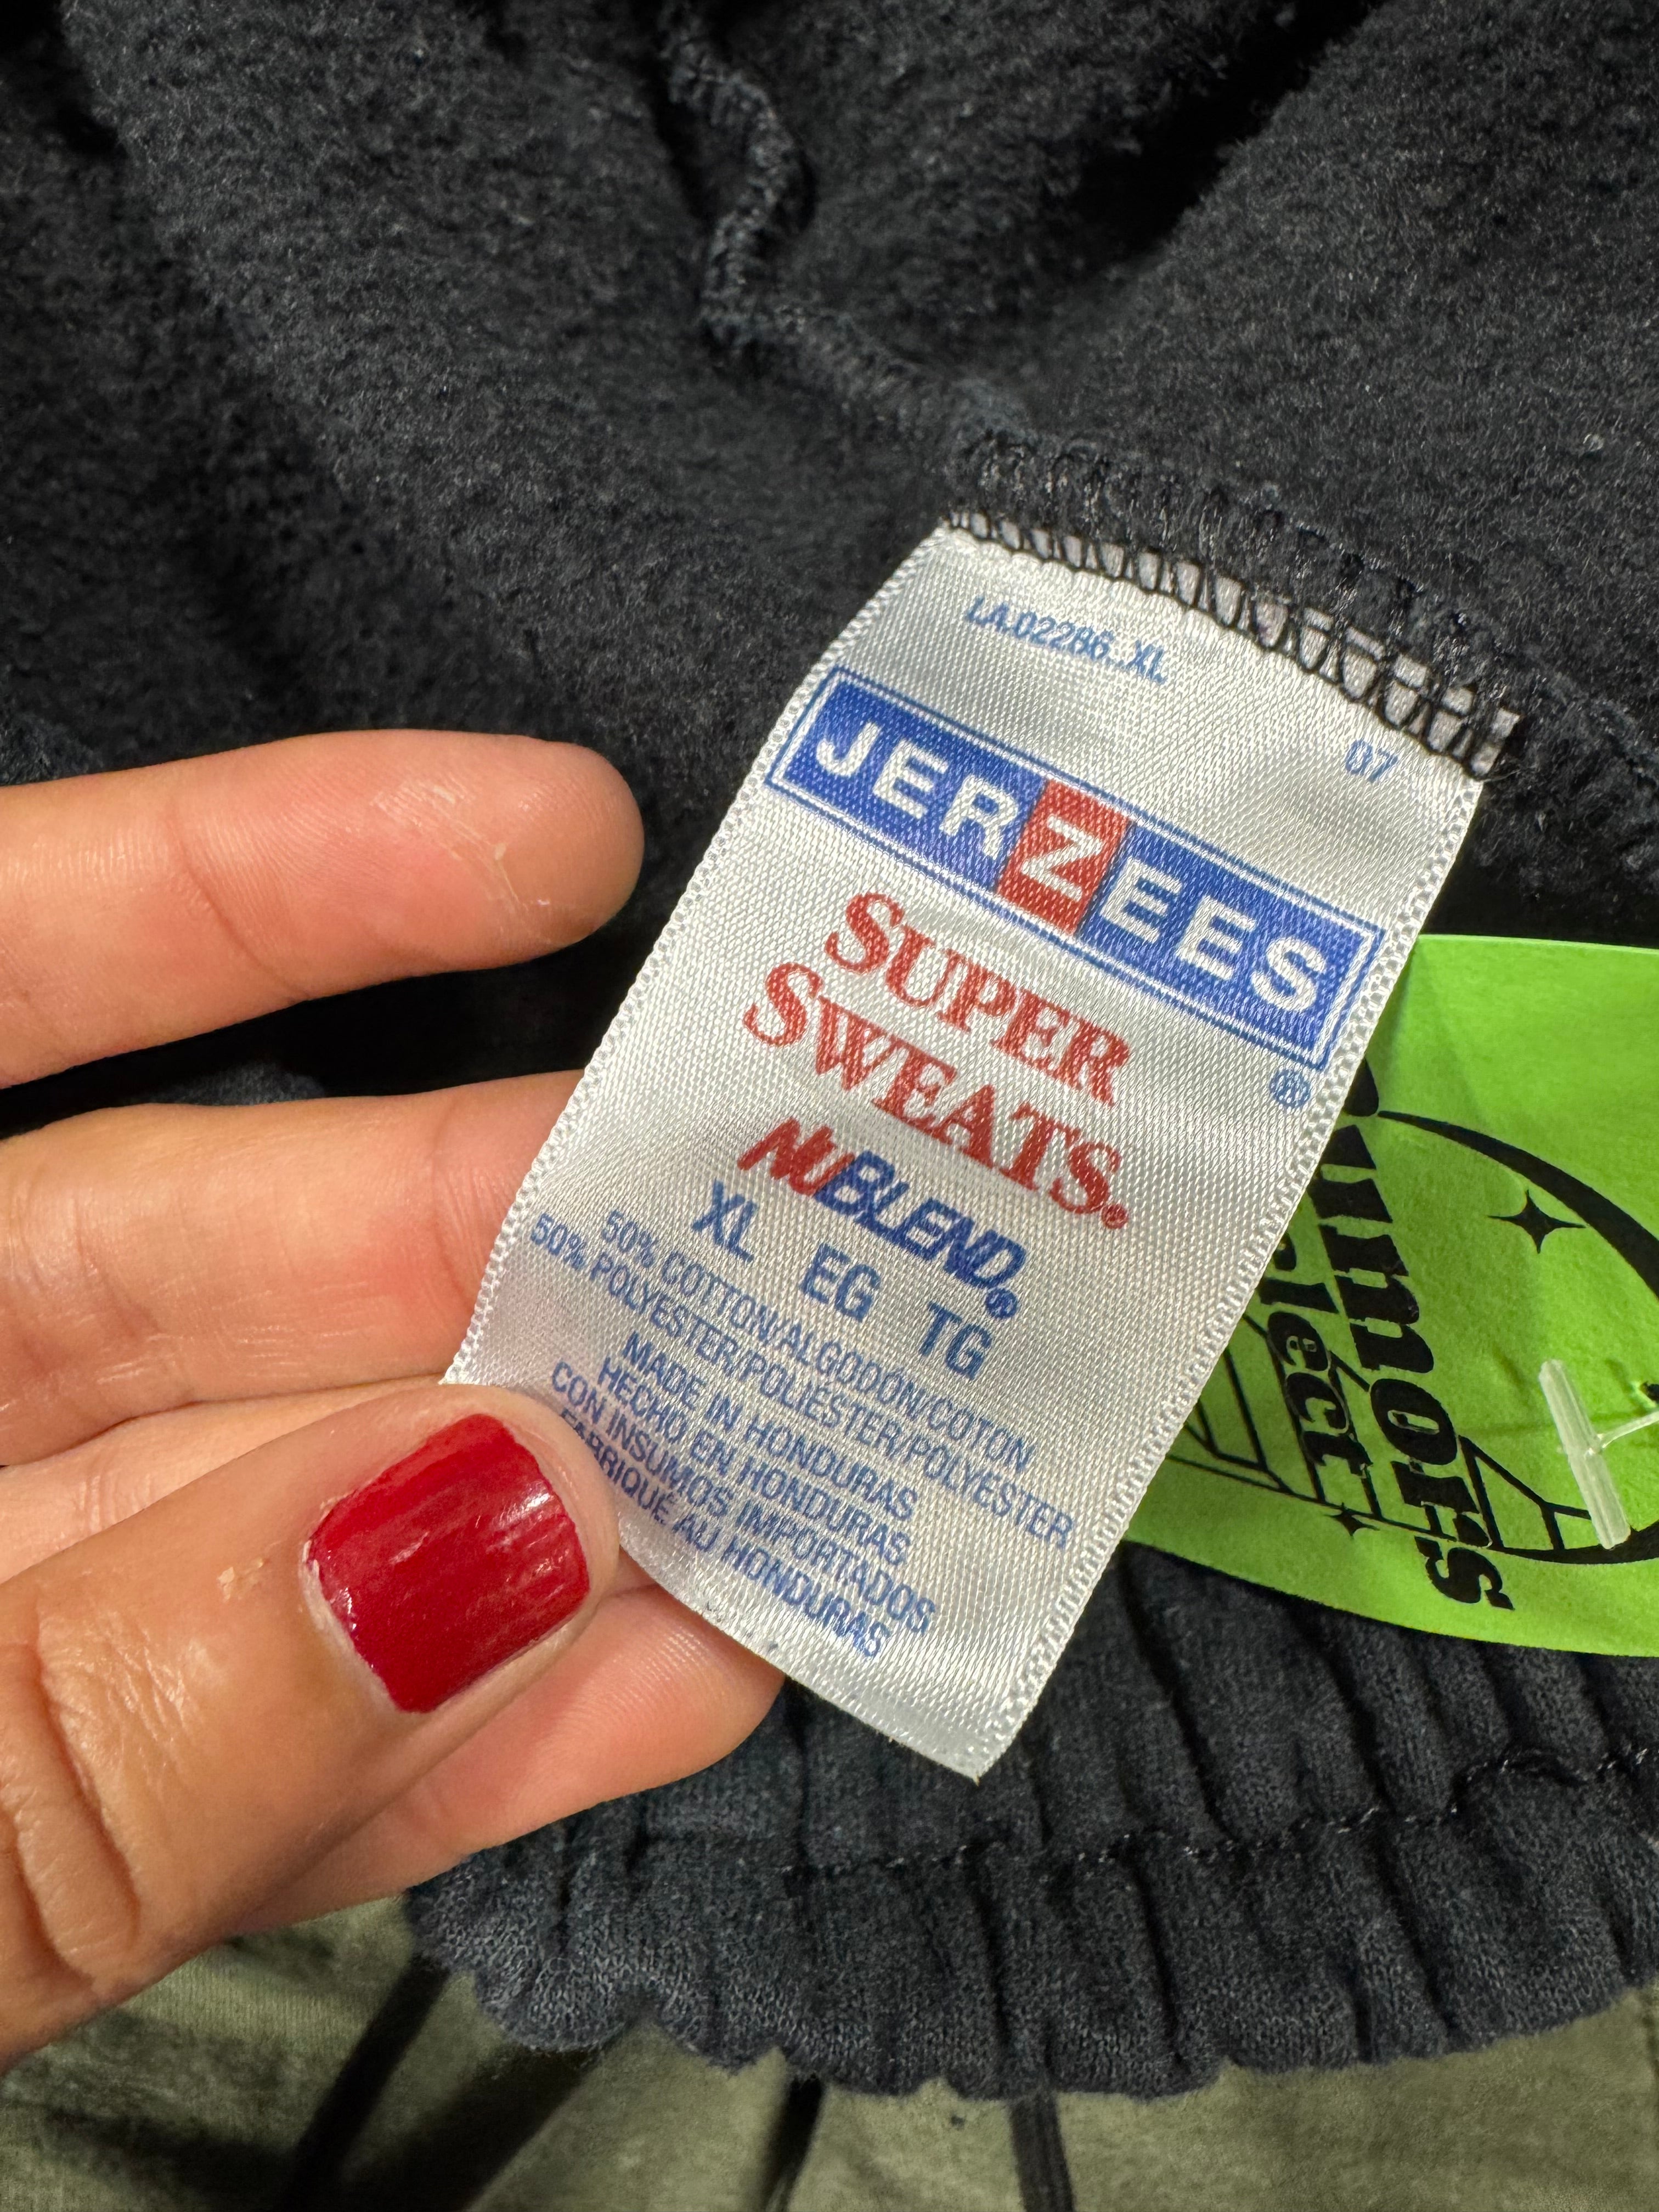 LA.02286..XL
07
JERZEES
®
SUPER
SWEATS®
NUBLEND®
XL EG TG
50% COTTON/ALGODON/COTON
50% POLYESTER/POLIÉSTER/POLYESTER
MADE IN HONDURAS
HECHO EN HONDURAS
CON INSUMOS IMPORTADOS
FABRIQUÉ AU HONDURAS